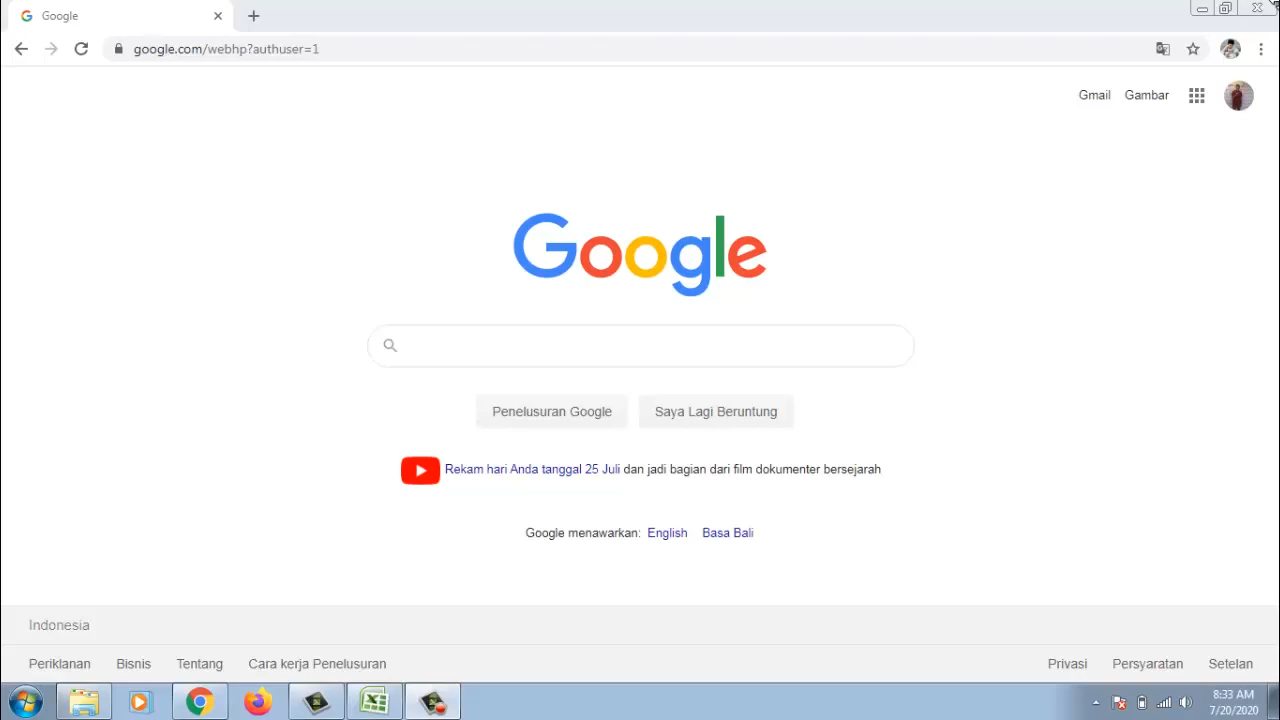 Google
google.com/webhp?authuser=1
Gmail Gambar
Google
Penelusuran Google Saya Lagi Beruntung
Rekam hari Anda tanggal 25 Juli dan jadi bagian dari film dokumenter bersejarah
Google menawarkan: English Basa Bali
Indonesia
Periklanan Bisnis Tentang Cara kerja Penelusuran Privasi Persyaratan Setelan
8:33 AM
7/20/2020